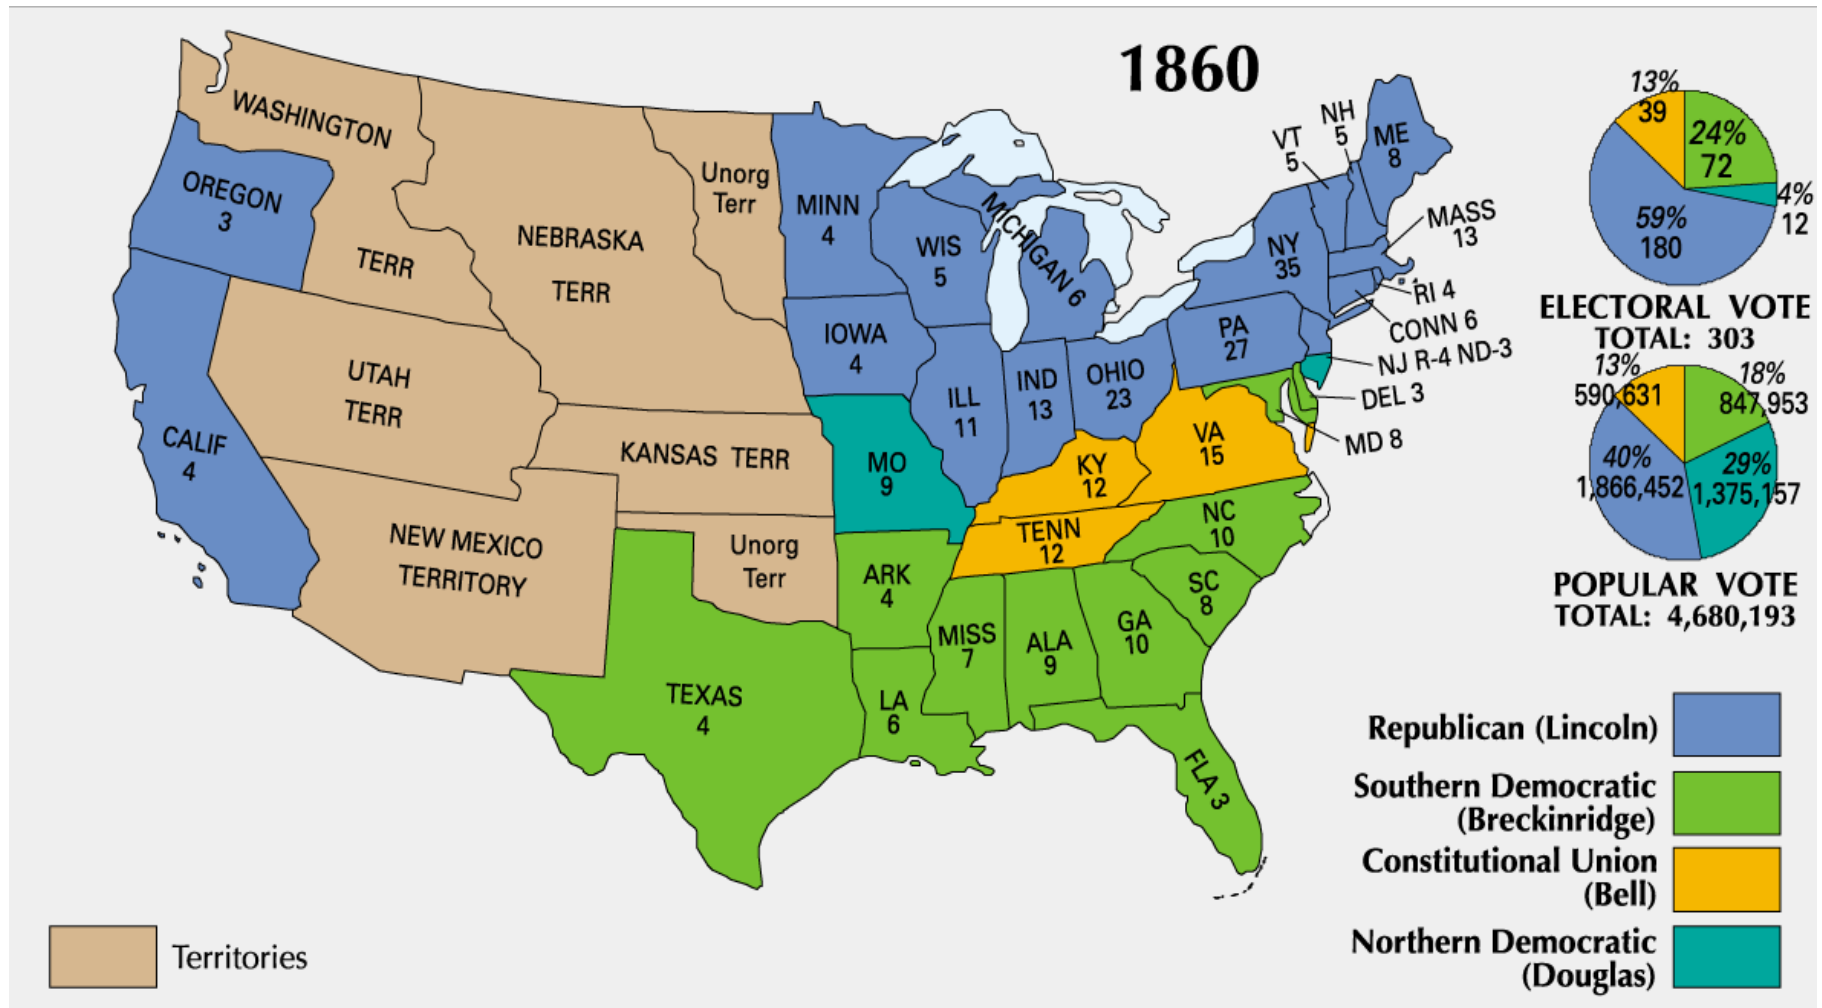 1860
WASHINGTON
TERR
OREGON
3
CALIF
4
NEBRASKA
TERR
Unorg
Terr
UTAH
TERR
KANSAS TERR
NEW MEXICO
TERRITORY
Unorg
Terr
TEXAS
4
MINN
4
IOWA
4
MO
9
ARK
4
LA
6
WIS
5
MICHIGAN 6
ILL
11
IND
13
OHIO
23
KY
12
TENN
12
MISS
7
ALA
9
GA
10
FLA 3
SC
8
NC
10
VA
15
PA
27
NY
35
VT
5
NH
5
ME
8
MASS
13
RI 4
CONN 6
NJ R-4 ND-3
DEL 3
MD 8
13%
39
24%
72
4%
12
59%
180
ELECTORAL VOTE
TOTAL: 303
13%
590,631
18%
847,953
40%
1,866,452
29%
1,375,157
POPULAR VOTE
TOTAL: 4,680,193
Republican (Lincoln)
Southern Democratic
(Breckinridge)
Constitutional Union
(Bell)
Northern Democratic
(Douglas)
Territories